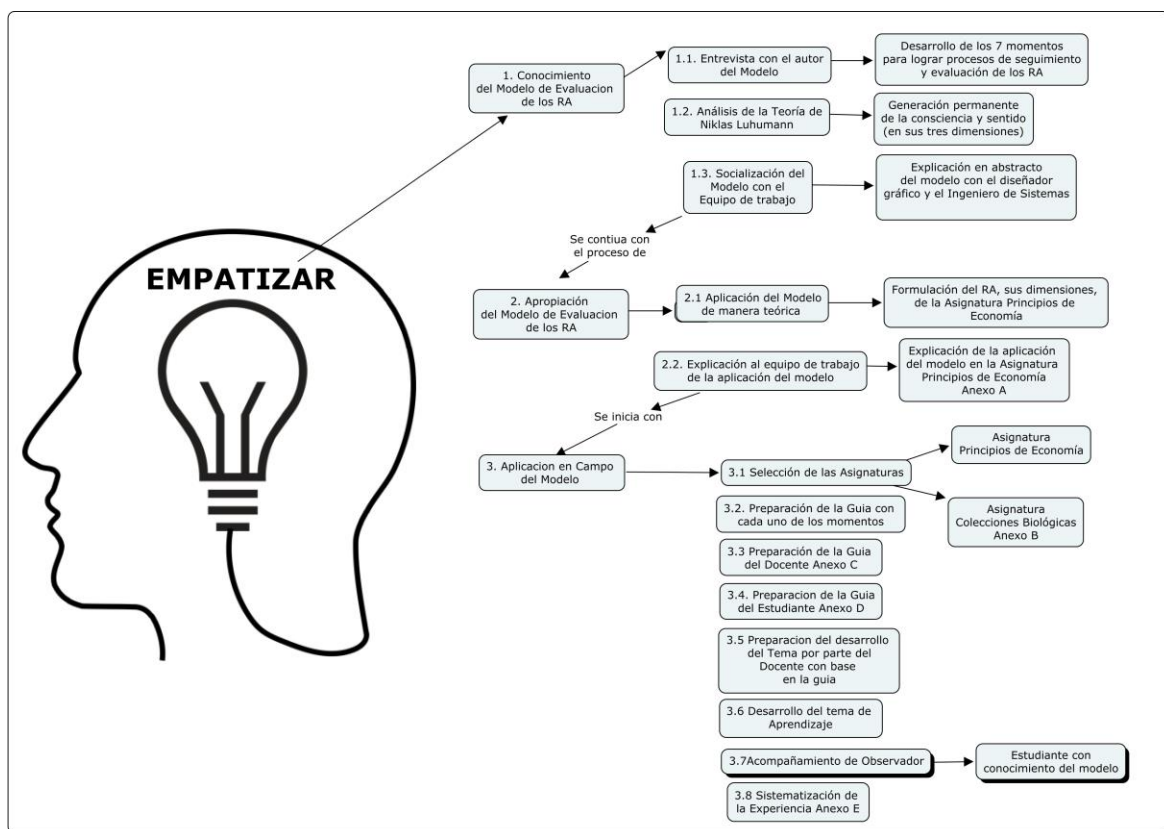 EMPATIZAR
1. Conocimiento
del Modelo de Evaluacion
de los RA
1.1. Entrevista con el autor
del Modelo
Desarrollo de los 7 momentos
para lograr procesos de seguimiento
y evaluación de los RA
1.2. Análisis de la Teoría de
Niklas Luhumann
Generación permanente
de la consciencia y sentido
(en sus tres dimensiones)
1.3. Socialización del
Modelo con el
Equipo de trabajo
Explicación en abstracto
del modelo con el diseñador
gráfico y el Ingeniero de Sistemas
Se contiua con
el proceso de
2. Apropiación
del Modelo de Evaluacion
de los RA
2.1 Aplicación del Modelo
de manera teórica
Formulación del RA, sus dimensiones,
de la Asignatura Principios de
Economía
2.2. Explicación al equipo de trabajo
de la aplicación del modelo
Explicación de la aplicación
del modelo en la Asignatura
Principios de Economía
Anexo A
Se inicia con
3. Aplicacion en Campo
del Modelo
3.1 Selección de las Asignaturas
Asignatura
Principios de Economía
Asignatura
Colecciones Biológicas
Anexo B
3.2. Preparación de la Guia con
cada uno de los momentos
3.3 Preparación de la Guia
del Docente Anexo C
3.4. Preparacion de la Guia
del Estudiante Anexo D
3.5 Preparacion del desarrollo
del Tema por parte del
Docente con base
en la guia
3.6 Desarrollo del tema de
Aprendizaje
3.7Acompañamiento de Observador
Estudiante con
conocimiento del modelo
3.8 Sistematización de
la Experiencia Anexo E